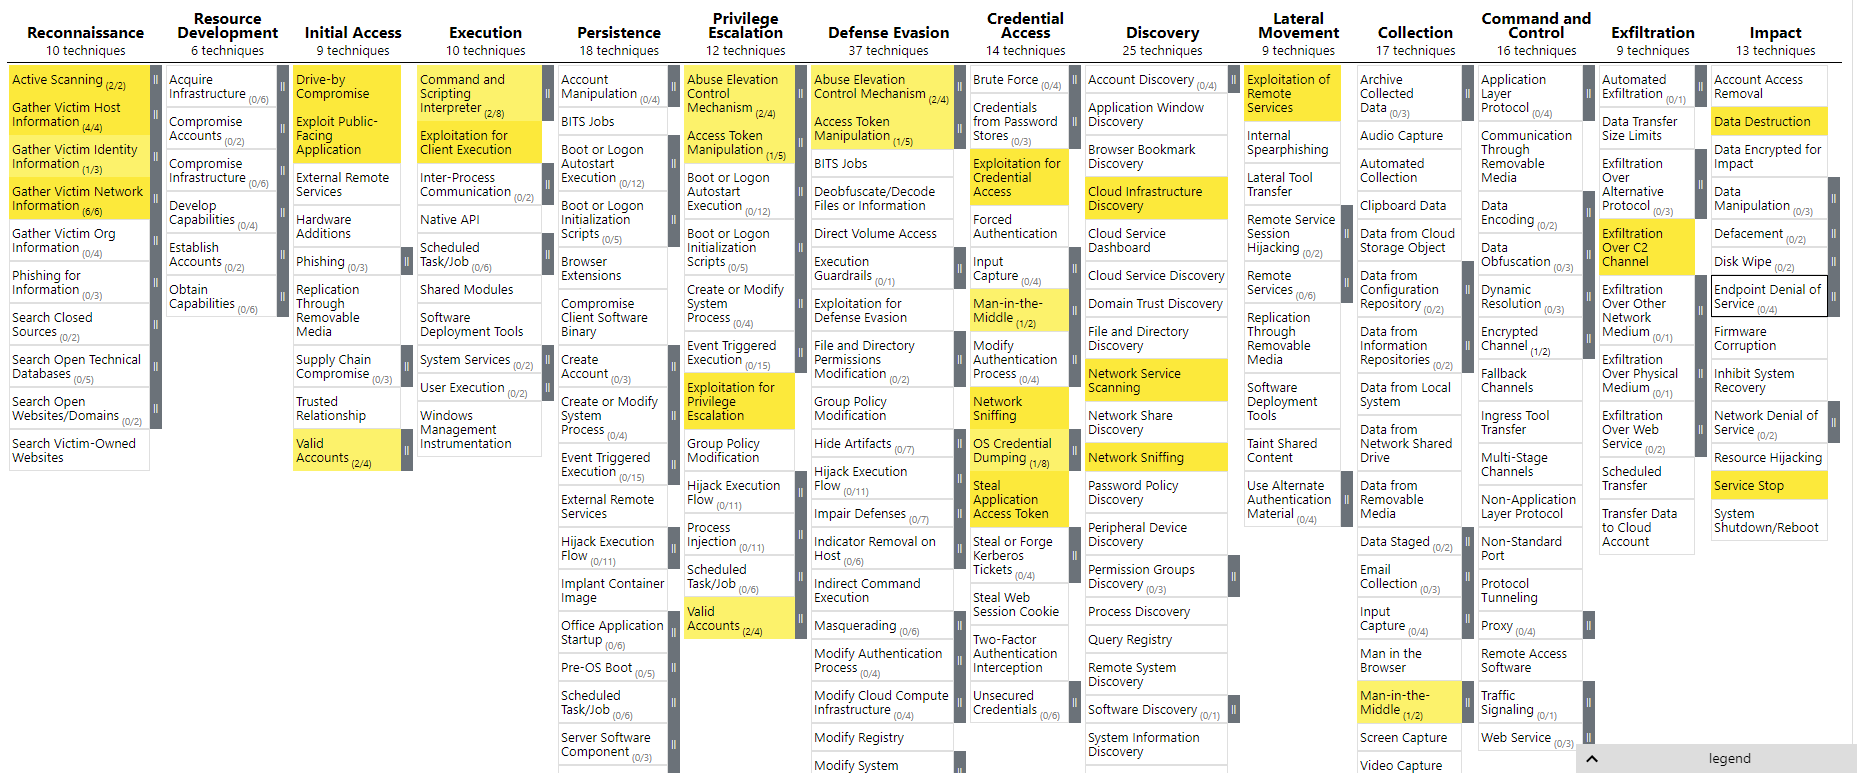 Reconnaissance
10 techniques
Active Scanning (2/2)
Gather Victim Host
Information (4/4)
Gather Victim Identity
Information (1/3)
Gather Victim Network
Information (6/6)
Gather Victim Org
Information (0/4)
Phishing for
Information (0/3)
Search Closed
Sources (0/2)
Search Open Technical
Databases (0/5)
Search Open
Websites/Domains (0/2)
Search Victim-Owned
Websites
Resource
Development
6 techniques
Acquire
Infrastructure (0/6)
Compromise
Accounts (0/2)
Compromise
Infrastructure (0/6)
Develop
Capabilities (0/4)
Establish
Accounts (0/2)
Obtain
Capabilities (0/6)
Initial Access
9 techniques
Drive-by
Compromise
Exploit Public-
Facing
Application
External Remote
Services
Hardware
Additions
Phishing (0/3)
Replication
Through
Removable
Media
Supply Chain
Compromise (0/3)
Trusted
Relationship
Valid
Accounts (2/4)
Execution
10 techniques
Command and
Scripting
Interpreter (2/8)
Exploitation for
Client Execution
Inter-Process
Communication (0/2)
Native API
Scheduled
Task/Job (0/6)
Shared Modules
Software
Deployment Tools
System Services (0/2)
User Execution (0/2)
Windows
Management
Instrumentation
Persistence
18 techniques
Account
Manipulation (0/4)
BITS Jobs
Boot or Logon
Autostart
Execution (0/12)
Boot or Logon
Initialization
Scripts (0/5)
Browser
Extensions
Compromise
Client Software
Binary
Create
Account (0/3)
Create or Modify
System
Process (0/4)
Event Triggered
Execution (0/15)
External Remote
Services
Hijack Execution
Flow (0/11)
Implant Container
Image
Office Application
Startup (0/6)
Pre-OS Boot (0/5)
Scheduled
Task/Job (0/6)
Server Software
Component (0/3)
Privilege
Escalation
12 techniques
Abuse Elevation
Control
Mechanism (2/4)
Access Token
Manipulation (1/5)
Boot or Logon
Autostart
Execution (0/12)
Boot or Logon
Initialization
Scripts (0/5)
Create or Modify
System
Process (0/4)
Event Triggered
Execution (0/15)
Exploitation for
Privilege
Escalation
Group Policy
Modification
Hijack Execution
Flow (0/11)
Process
Injection (0/11)
Scheduled
Task/Job (0/6)
Valid
Accounts (2/4)
Defense Evasion
37 techniques
Abuse Elevation
Control Mechanism (2/4)
Access Token
Manipulation (1/5)
BITS Jobs
Deobfuscate/Decode
Files or Information
Direct Volume Access
Execution
Guardrails (0/1)
Exploitation for
Defense Evasion
File and Directory
Permissions
Modification (0/2)
Group Policy
Modification
Hide Artifacts (0/7)
Hijack Execution
Flow (0/11)
Impair Defenses (0/7)
Indicator Removal on
Host (0/6)
Indirect Command
Execution
Masquerading (0/6)
Modify Authentication
Process (0/4)
Modify Cloud Compute
Infrastructure (0/4)
Modify Registry
Modify System
Credential
Access
14 techniques
Brute Force (0/4)
Credentials
from Password
Stores (0/3)
Exploitation for
Credential
Access
Forced
Authentication
Input
Capture (0/4)
Man-in-the-
Middle (1/2)
Modify
Authentication
Process (0/4)
Network
Sniffing
OS Credential
Dumping (1/8)
Steal
Application
Access Token
Steal or Forge
Kerberos
Tickets (0/4)
Steal Web
Session Cookie
Two-Factor
Authentication
Interception
Unsecured
Credentials (0/6)
Discovery
25 techniques
Account Discovery (0/4)
Application Window
Discovery
Browser Bookmark
Discovery
Cloud Infrastructure
Discovery
Cloud Service
Dashboard
Cloud Service Discovery
Domain Trust Discovery
File and Directory
Discovery
Network Service
Scanning
Network Share
Discovery
Network Sniffing
Password Policy
Discovery
Peripheral Device
Discovery
Permission Groups
Discovery (0/3)
Process Discovery
Query Registry
Remote System
Discovery
Software Discovery (0/1)
System Information
Discovery
Lateral
Movement
9 techniques
Exploitation of
Remote
Services
Internal
Spearphishing
Lateral Tool
Transfer
Remote Service
Session
Hijacking (0/2)
Remote
Services (0/6)
Replication
Through
Removable
Media
Software
Deployment
Tools
Taint Shared
Content
Use Alternate
Authentication
Material (0/4)
Collection
17 techniques
Archive
Collected
Data (0/3)
Audio Capture
Automated
Collection
Clipboard Data
Data from Cloud
Storage Object
Data from
Configuration
Repository (0/2)
Data from
Information
Repositories (0/2)
Data from Local
System
Data from
Network Shared
Drive
Data from
Removable
Media
Data Staged (0/2)
Email
Collection (0/3)
Input
Capture (0/4)
Man in the
Browser
Man-in-the-
Middle (1/2)
Screen Capture
Video Capture
Command and
Control
16 techniques
Application
Layer
Protocol (0/4)
Communication
Through
Removable
Media
Data
Encoding (0/2)
Data
Obfuscation (0/3)
Dynamic
Resolution (0/3)
Encrypted
Channel (1/2)
Fallback
Channels
Ingress Tool
Transfer
Multi-Stage
Channels
Non-Application
Layer Protocol
Non-Standard
Port
Protocol
Tunneling
Proxy (0/4)
Remote Access
Software
Traffic
Signaling (0/1)
Web Service (0/3)
Exfiltration
9 techniques
Automated
Exfiltration (0/1)
Data Transfer
Size Limits
Exfiltration
Over
Alternative
Protocol (0/3)
Exfiltration
Over C2
Channel
Exfiltration
Over Other
Network
Medium (0/1)
Exfiltration
Over Physical
Medium (0/1)
Exfiltration
Over Web
Service (0/2)
Scheduled
Transfer
Transfer Data
to Cloud
Account
Impact
13 techniques
Account Access
Removal
Data Destruction
Data Encrypted for
Impact
Data
Manipulation (0/3)
Defacement (0/2)
Disk Wipe (0/2)
Endpoint Denial of
Service (0/4)
Firmware
Corruption
Inhibit System
Recovery
Network Denial of
Service (0/2)
Resource Hijacking
Service Stop
System
Shutdown/Reboot
legend